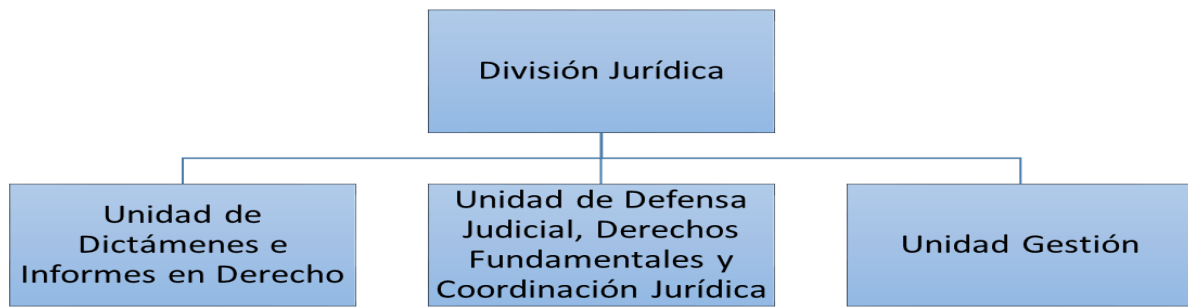 División Jurídica
Unidad de
Dictámenes e
Informes en Derecho
Unidad de Defensa
Judicial, Derechos
Fundamentales y
Coordinación Jurídica
Unidad Gestión